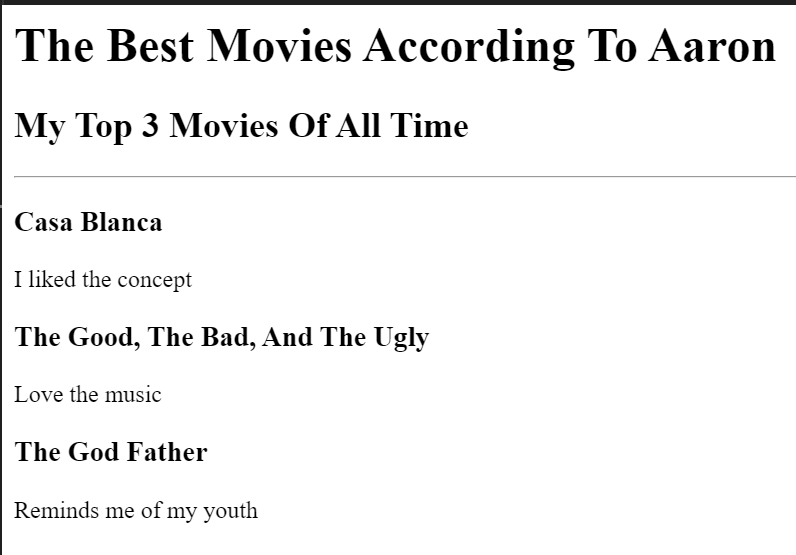 The Best Movies According To Aaron
My Top 3 Movies Of All Time
Casa Blanca
I liked the concept
The Good, The Bad, And The Ugly
Love the music
The God Father
Reminds me of my youth